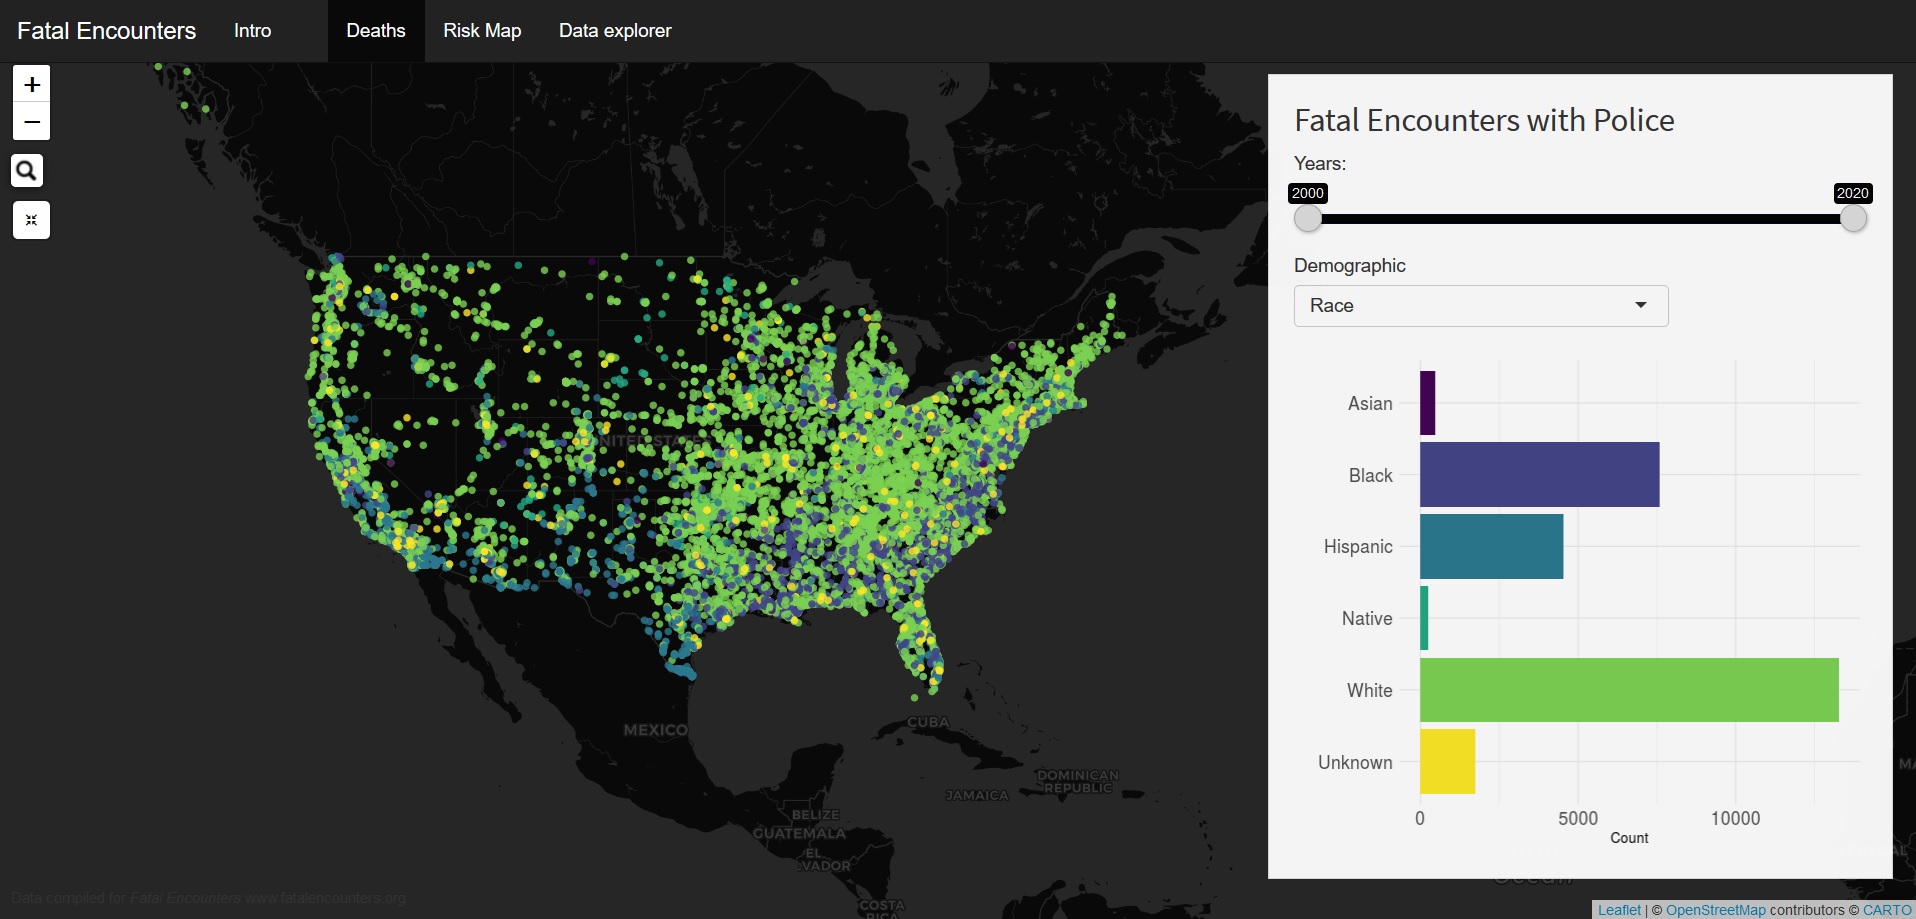 Fatal Encounters Intro Deaths Risk Map Data explorer
+
−
Fatal Encounters with Police
Years:
2000 2020
Demographic
Race
Asian
Black
Hispanic
Native
White
Unknown
0 5000 10000
Count
UNITED STATES
MEXICO
CUBA
DOMINICAN
REPUBLIC
JAMAICA
BELIZE
GUATEMALA
EL
COSTA
RICA
Data compiled for Fatal Encounters www.fatalencounters.org
Leaflet | © OpenStreetMap contributors © CARTO